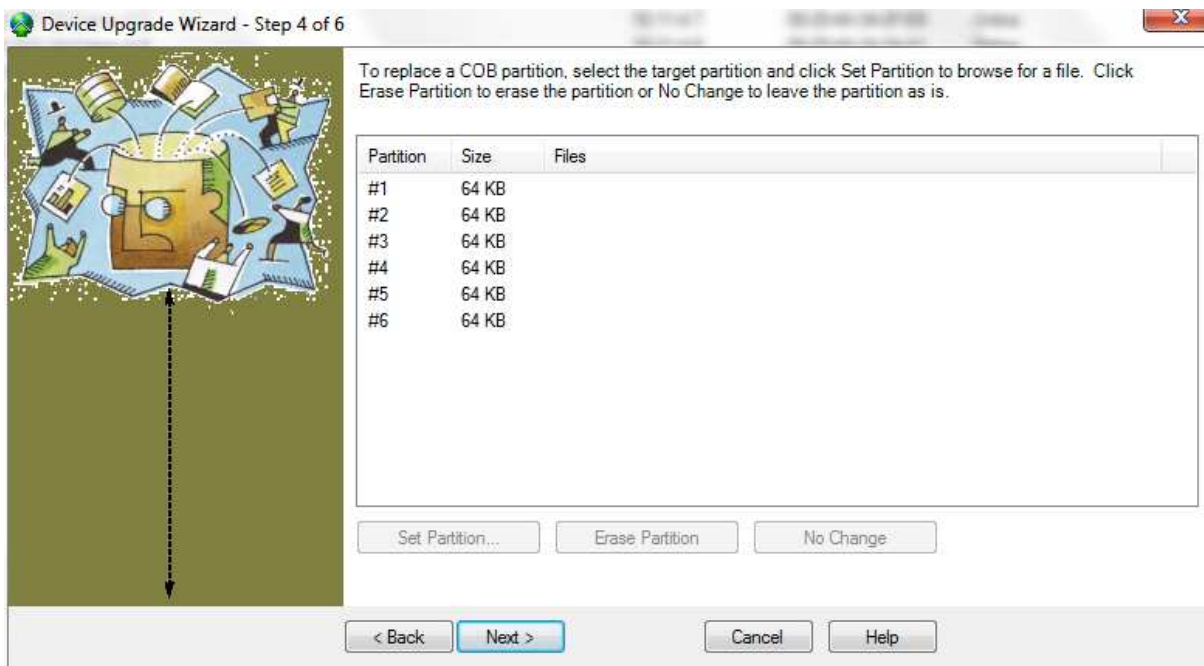 Device Upgrade Wizard - Step 4 of 6
To replace a COB partition, select the target partition and click Set Partition to browse for a file. Click
Erase Partition to erase the partition or No Change to leave the partition as is.
Partition Size Files
#1 64 KB
#2 64 KB
#3 64 KB
#4 64 KB
#5 64 KB
#6 64 KB
Set Partition... Erase Partition No Change
< Back Next > Cancel Help